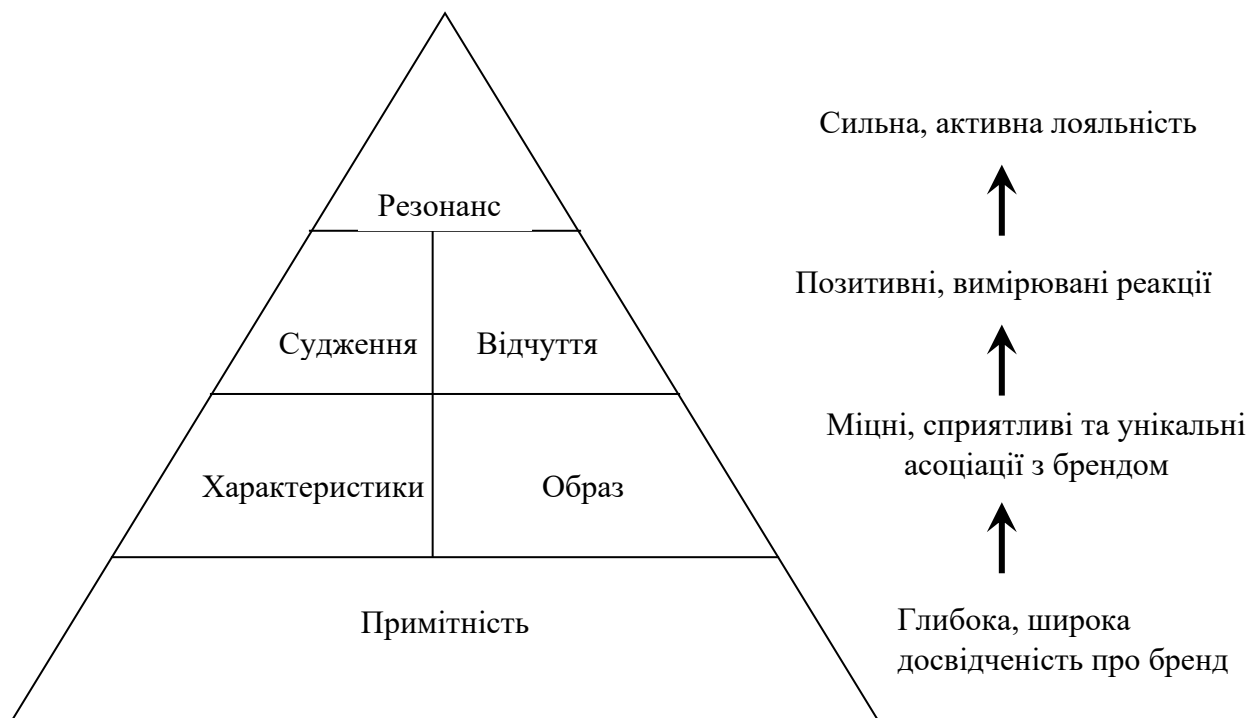 Сильна, активна лояльність
Резонанс
Позитивні, вимірювані реакції
Судження
Відчуття
Міцні, сприятливі та унікальні
асоціації з брендом
Характеристики
Образ
Примітність
Глибока, широка
досвідченість про бренд